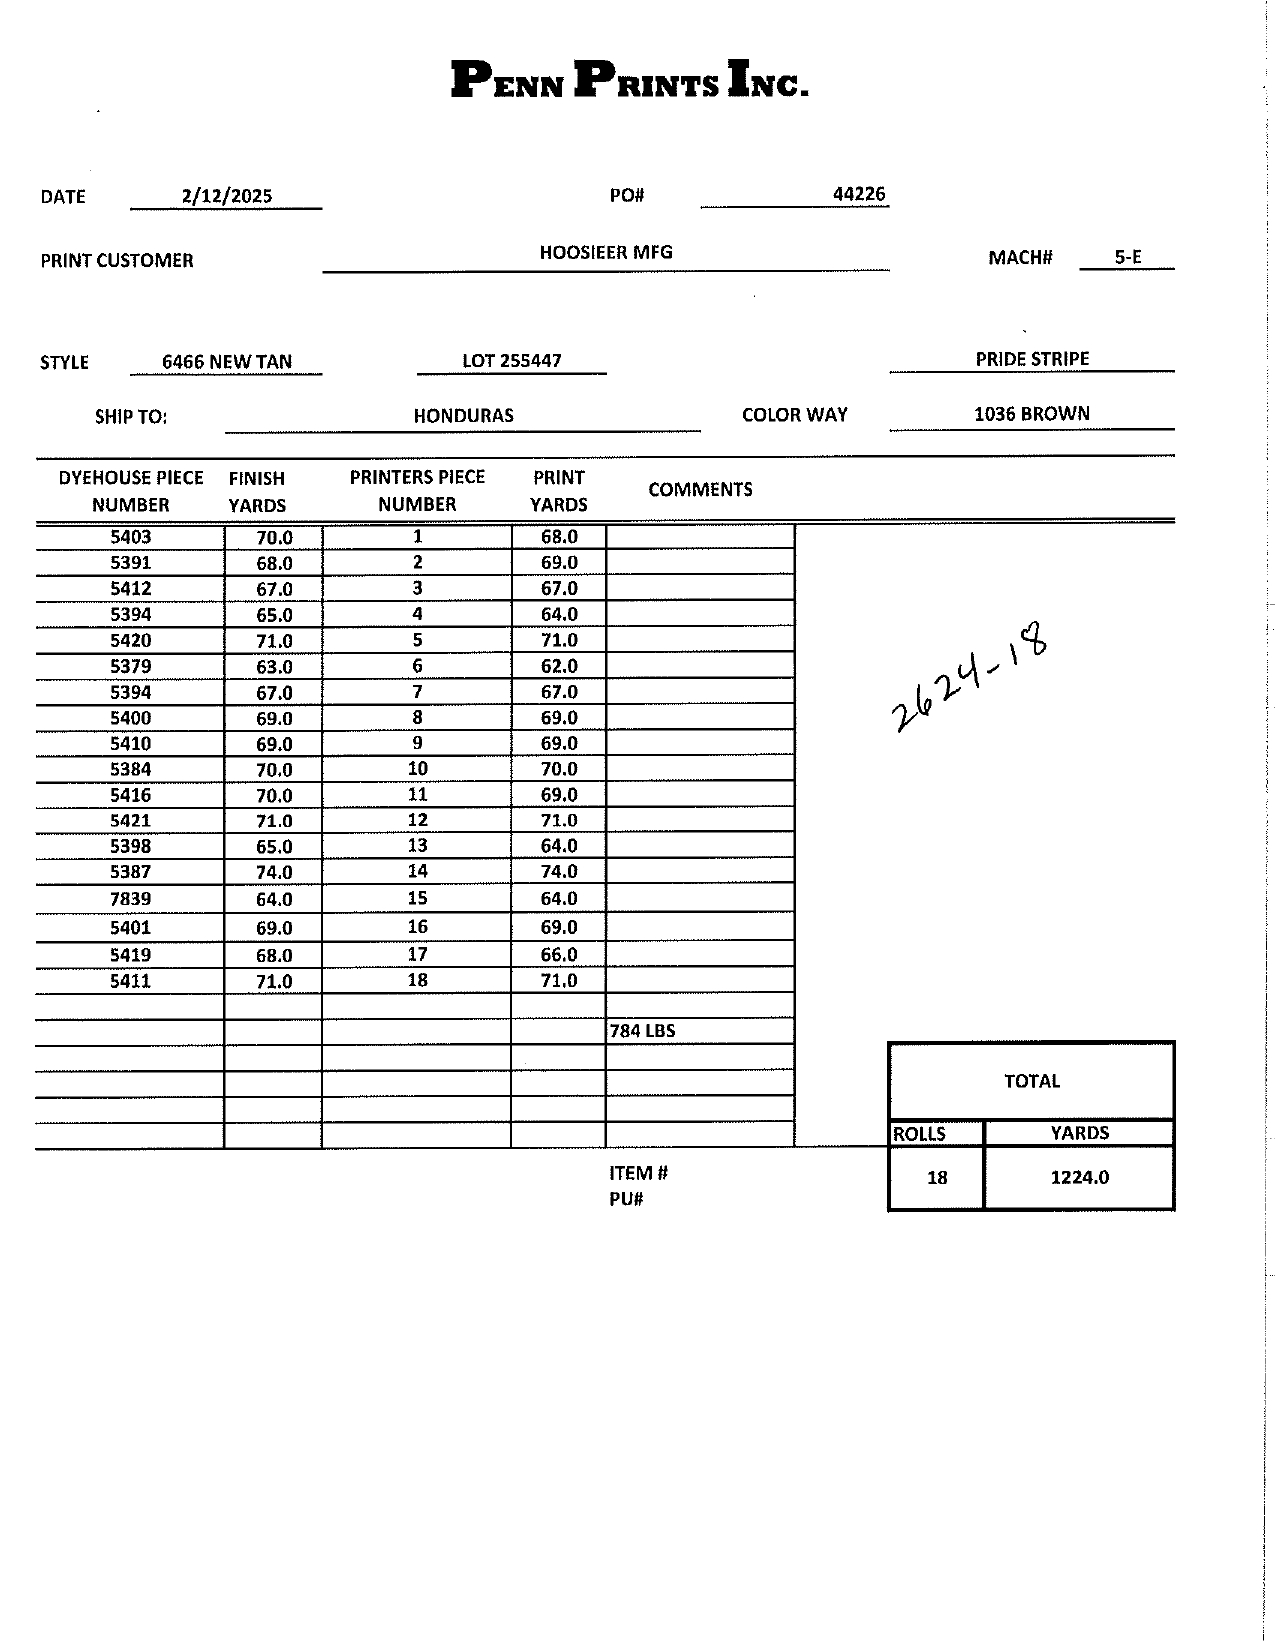 PENN PRINTS INC.
DATE 2/12/2025 PO# 44226
PRINT CUSTOMER HOOSIEER MFG MACH# 5-E
STYLE 6466 NEW TAN LOT 255447 PRIDE STRIPE
SHIP TO: HONDURAS COLOR WAY 1036 BROWN
DYEHOUSE PIECE FINISH PRINTERS PIECE PRINT COMMENTS
NUMBER YARDS NUMBER YARDS
5403 70.0 1 68.0
5391 68.0 2 69.0
5412 67.0 3 67.0
5394 65.0 4 64.0
5420 71.0 5 71.0
5379 63.0 6 62.0
5394 67.0 7 67.0
5400 69.0 8 69.0
5410 69.0 9 69.0
5384 70.0 10 70.0
5416 70.0 11 69.0
5421 71.0 12 71.0
5398 65.0 13 64.0
5387 74.0 14 74.0
7839 64.0 15 64.0
5401 69.0 16 69.0
5419 68.0 17 66.0
5411 71.0 18 71.0
2624-18
784 LBS
TOTAL
ROLLS YARDS
18 1224.0
ITEM #
PU#